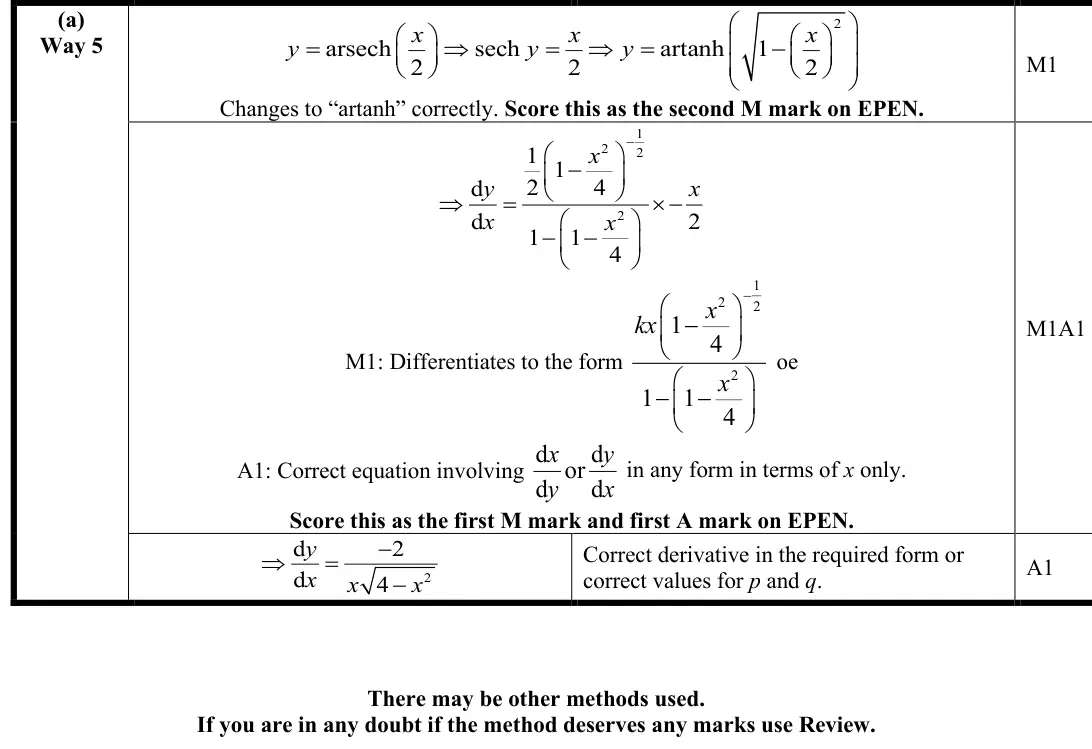 (a)
Way 5
y = arsech(x/2) ⇒ sech y = x/2 ⇒ y = artanh(√(1−(x/2)²))
M1
Changes to “artanh” correctly. Score this as the second M mark on EPEN.
⇒ dy/dx = (1/2(1−x²/4)^(−1/2))/(1−(1−x²/4)) × −x/2
M1: Differentiates to the form (kx(1−x²/4)^(−1/2))/(1−(1−x²/4)) oe
M1A1
A1: Correct equation involving dx/dy or dy/dx in any form in terms of x only.
Score this as the first M mark and first A mark on EPEN.
⇒ dy/dx = −2/(x√(4−x²))
Correct derivative in the required form or
correct values for p and q.
A1
There may be other methods used.
If you are in any doubt if the method deserves any marks use Review.